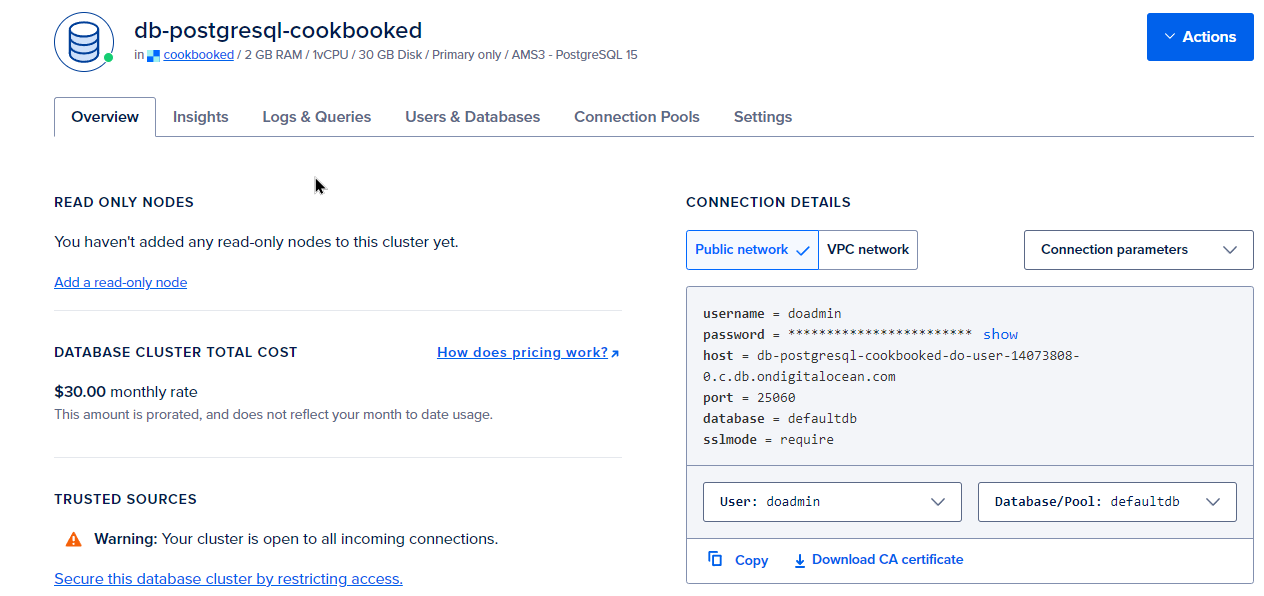 db-postgresql-cookbooked
in cookbooked / 2 GB RAM / 1vCPU / 30 GB Disk / Primary only / AMS3 - PostgreSQL 15
Actions
Overview Insights Logs & Queries Users & Databases Connection Pools Settings
READ ONLY NODES
You haven't added any read-only nodes to this cluster yet.
Add a read-only node
DATABASE CLUSTER TOTAL COST
How does pricing work?
$30.00 monthly rate
This amount is prorated, and does not reflect your month to date usage.
TRUSTED SOURCES
Warning: Your cluster is open to all incoming connections.
Secure this database cluster by restricting access.
CONNECTION DETAILS
Public network VPC network
Connection parameters
username = doadmin
password = ************************ show
host = db-postgresql-cookbooked-do-user-14073808-
0.c.db.ondigitalocean.com
port = 25060
database = defaultdb
sslmode = require
User: doadmin
Database/Pool: defaultdb
Copy
Download CA certificate